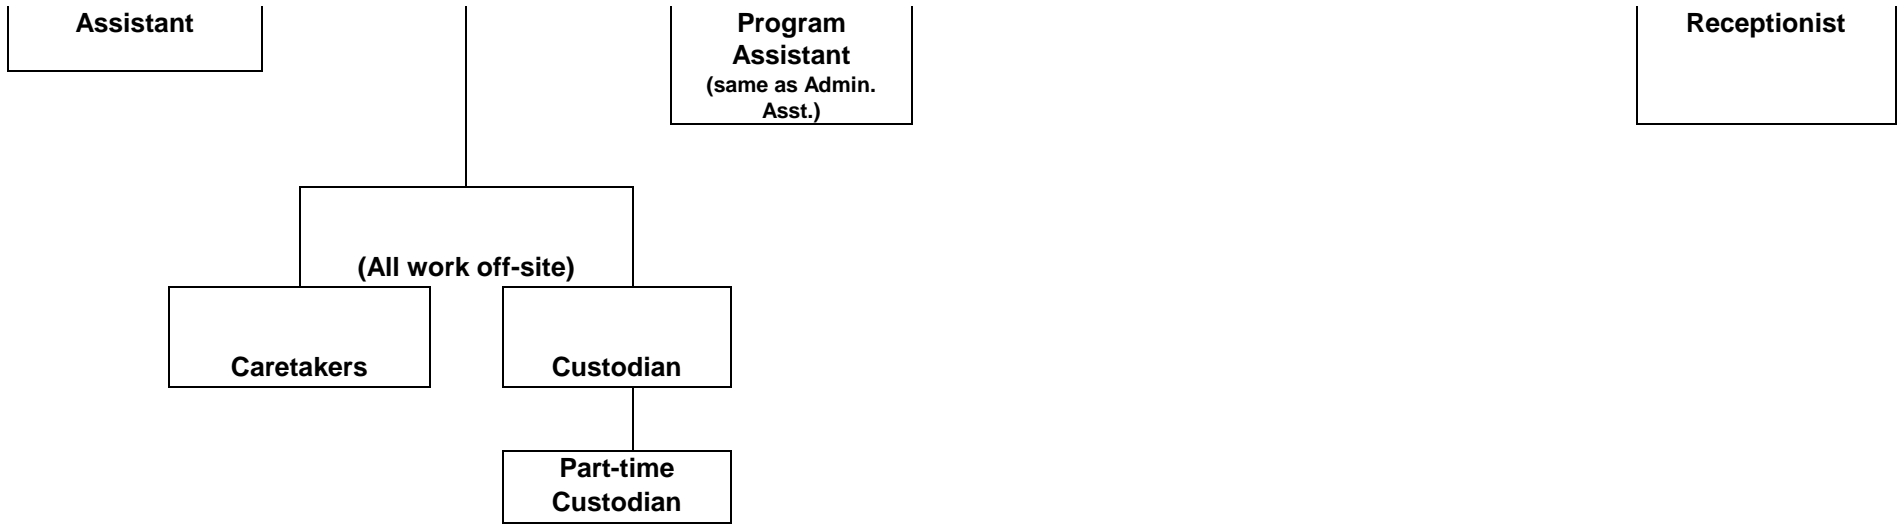 Assistant
Program
Assistant
(same as Admin.
Asst.)
Receptionist
(All work off-site)
Caretakers
Custodian
Part-time
Custodian